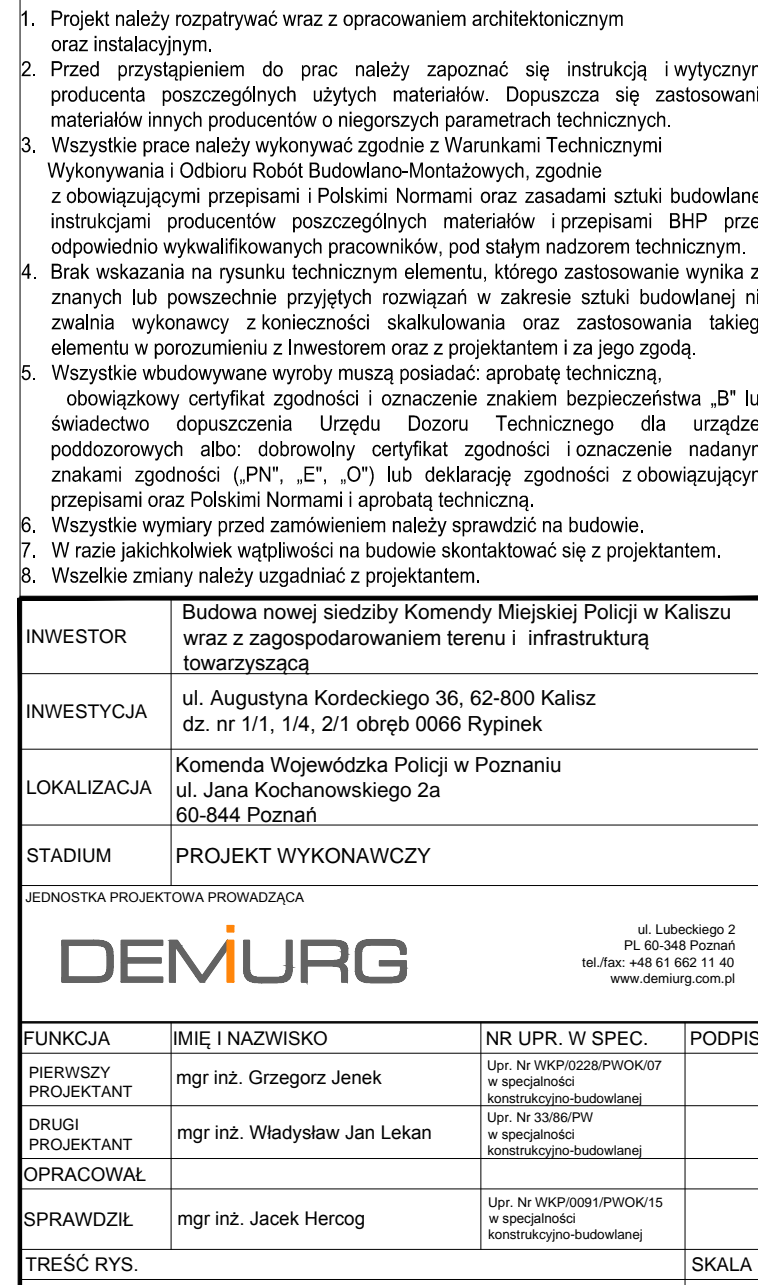 1. Projekt należy rozpatrywać wraz z opracowaniem architektonicznym
oraz instalacyjnym.
2. Przed przystąpieniem do prac należy zapoznać się instrukcją i wytycznym
producenta poszczególnych użytych materiałów. Dopuszcza się zastosowani
materiałów innych producentów o niegorszych parametrach technicznych.
3. Wszystkie prace należy wykonywać zgodnie z Warunkami Technicznymi
Wykonywania i Odbioru Robót Budowlano-Montażowych, zgodnie
z obowiązującymi przepisami i Polskimi Normami oraz zasadami sztuki budowlane
instrukcjami producentów poszczególnych materiałów i przepisami BHP prze
odpowiednio wykwalifikowanych pracowników, pod stałym nadzorem technicznym.
4. Brak wskazania na rysunku technicznym elementu, którego zastosowanie wynika z
znanych lub powszechnie przyjętych rozwiązań w zakresie sztuki budowlanej ni
zwalnia wykonawcy z konieczności skalkulowania oraz zastosowania takieg
elementu w porozumieniu z Inwestorem oraz z projektantem i za jego zgodą.
5. Wszystkie wbudowywane wyroby muszą posiadać: aprobatę techniczną,
obowiązkowy certyfikat zgodności i oznaczenie znakiem bezpieczeństwa „B" lu
świadectwo dopuszczenia Urzędu Dozoru Technicznego dla urządze
poddozorowych albo: dobrowolny certyfikat zgodności i oznaczenie nadanym
znakami zgodności („PN", „E", „O") lub deklarację zgodności z obowiązującym
przepisami oraz Polskimi Normami i aprobatą techniczną.
6. Wszystkie wymiary przed zamówieniem należy sprawdzić na budowie.
7. W razie jakichkolwiek wątpliwości na budowie skontaktować się z projektantem.
8. Wszelkie zmiany należy uzgadniać z projektantem.
INWESTOR
Budowa nowej siedziby Komendy Miejskiej Policji w Kaliszu
wraz z zagospodarowaniem terenu i infrastrukturą
towarzyszącą
INWESTYCJA
ul. Augustyna Kordeckiego 36, 62-800 Kalisz
dz. nr 1/1, 1/4, 2/1 obręb 0066 Rypinek
LOKALIZACJA
Komenda Wojewódzka Policji w Poznaniu
ul. Jana Kochanowskiego 2a
60-844 Poznań
STADIUM PROJEKT WYKONAWCZY
JEDNOSTKA PROJEKTOWA PROWADZĄCA
DEMiURG
ul. Lubeckiego 2
PL 60-348 Poznań
tel./fax: +48 61 662 11 40
www.demiurg.com.pl
FUNKCJA IMIĘ I NAZWISKO NR UPR. W SPEC. PODPIS
PIERWSZY
PROJEKTANT
mgr inż. Grzegorz Jenek
Upr. Nr WKP/0228/PWOK/07
w specjalności
konstrukcyjno-budowlanej
DRUGI
PROJEKTANT
mgr inż. Władysław Jan Lekan
Upr. Nr 33/86/PW
w specjalności
konstrukcyjno-budowlanej
OPRACOWAŁ
SPRAWDZIŁ
mgr inż. Jacek Hercog
Upr. Nr WKP/0091/PWOK/15
w specjalności
konstrukcyjno-budowlanej
TREŚĆ RYS. SKALA